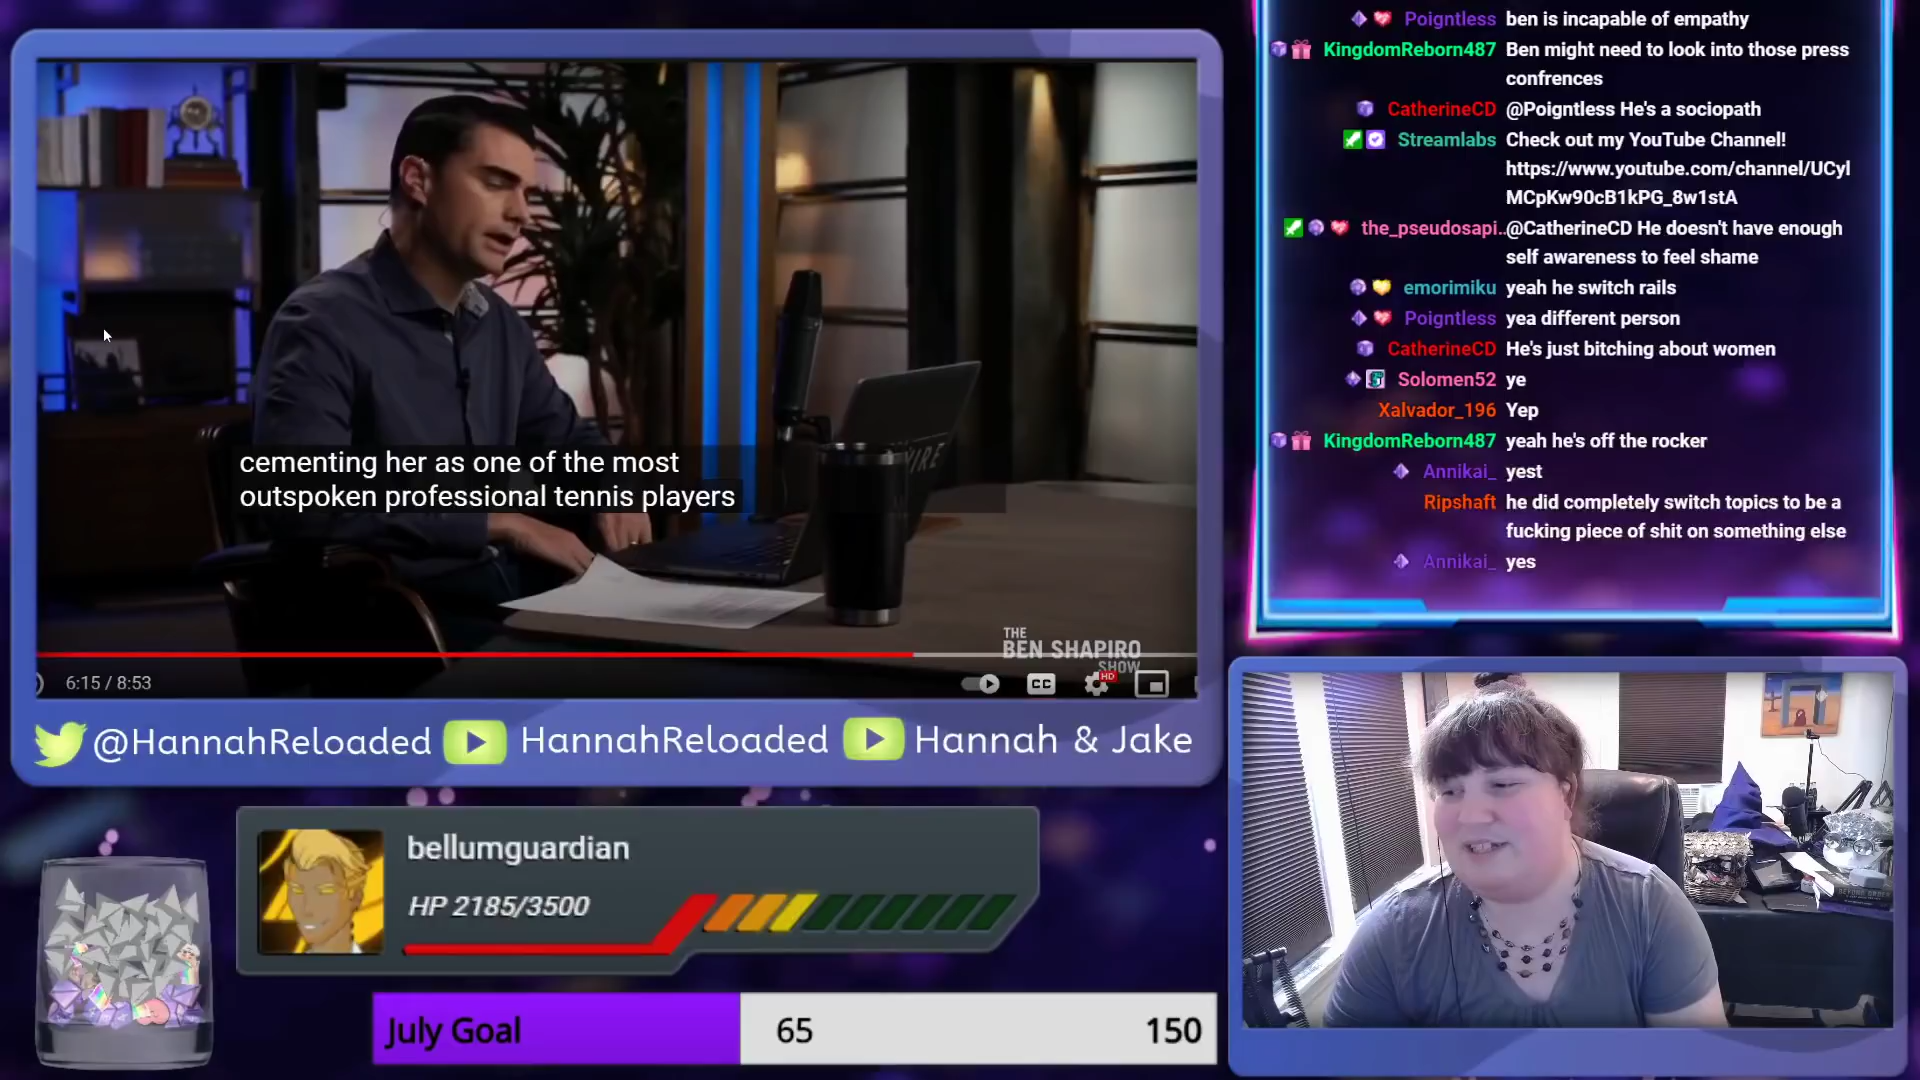 cementing her as one of the most
outspoken professional tennis players
THE
BEN SHAPIRO
SHOW
6:15 / 8:53
CC
HD
@HannahReloaded HannahReloaded Hannah & Jake
bellumguardian
HP 2185/3500
July Goal 65 150
Poigntless ben is incapable of empathy
KingdomReborn487 Ben might need to look into those press
confrences
CatherineCD @Poigntless He's a sociopath
Streamlabs Check out my YouTube Channel!
https://www.youtube.com/channel/UCyl
MCpKw90cB1kPG_8w1stA
the_pseudosapi..@CatherineCD He doesn't have enough
self awareness to feel shame
emorimiku yeah he switch rails
Poigntless yea different person
CatherineCD He's just bitching about women
Solomen52 ye
Xalvador_196 Yep
KingdomReborn487 yeah he's off the rocker
Annikai_ yest
Ripshaft he did completely switch topics to be a
fucking piece of shit on something else
Annikai_ yes